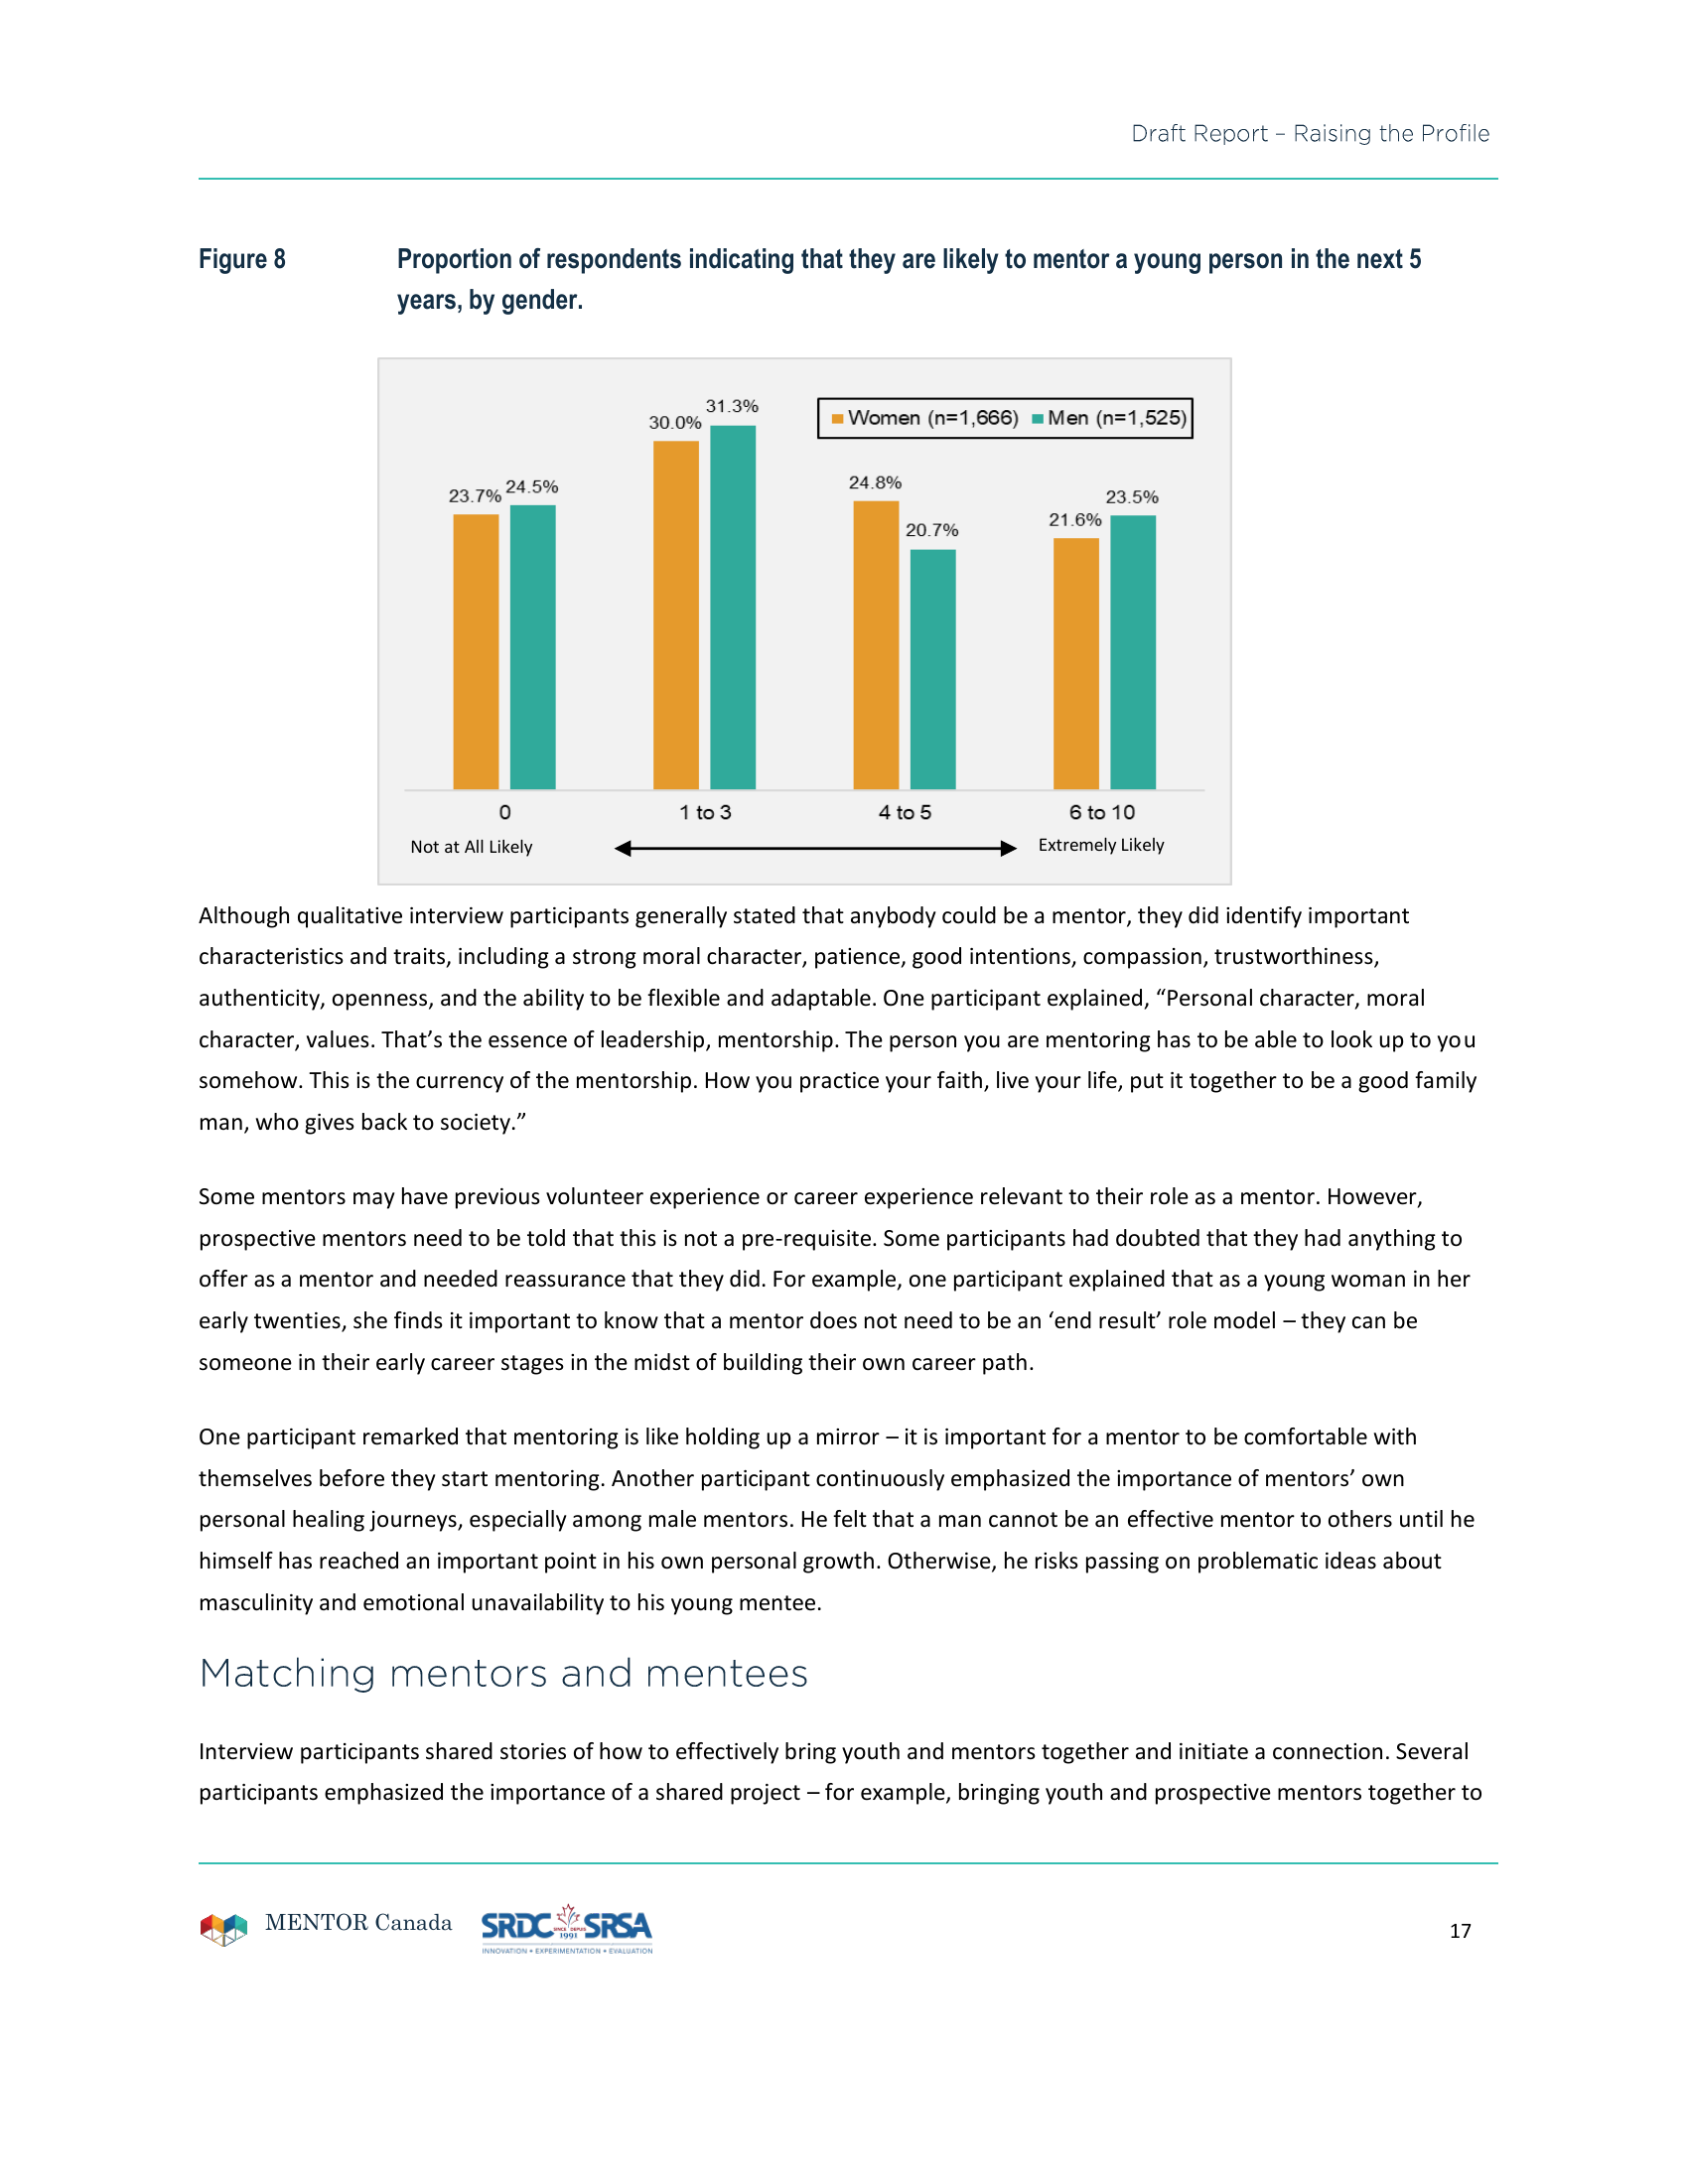 Draft Report – Raising the Profile
Figure 8 Proportion of respondents indicating that they are likely to mentor a young person in the next 5
years, by gender.
Women (n=1,666) Men (n=1,525)
23.7% 24.5% 30.0% 31.3% 24.8% 20.7% 21.6% 23.5%
0 1 to 3 4 to 5 6 to 10
Not at All Likely Extremely Likely
Although qualitative interview participants generally stated that anybody could be a mentor, they did identify important
characteristics and traits, including a strong moral character, patience, good intentions, compassion, trustworthiness,
authenticity, openness, and the ability to be flexible and adaptable. One participant explained, “Personal character, moral
character, values. That’s the essence of leadership, mentorship. The person you are mentoring has to be able to look up to you
somehow. This is the currency of the mentorship. How you practice your faith, live your life, put it together to be a good family
man, who gives back to society.”
Some mentors may have previous volunteer experience or career experience relevant to their role as a mentor. However,
prospective mentors need to be told that this is not a pre-requisite. Some participants had doubted that they had anything to
offer as a mentor and needed reassurance that they did. For example, one participant explained that as a young woman in her
early twenties, she finds it important to know that a mentor does not need to be an ‘end result’ role model – they can be
someone in their early career stages in the midst of building their own career path.
One participant remarked that mentoring is like holding up a mirror – it is important for a mentor to be comfortable with
themselves before they start mentoring. Another participant continuously emphasized the importance of mentors’ own
personal healing journeys, especially among male mentors. He felt that a man cannot be an effective mentor to others until he
himself has reached an important point in his own personal growth. Otherwise, he risks passing on problematic ideas about
masculinity and emotional unavailability to his young mentee.
Matching mentors and mentees
Interview participants shared stories of how to effectively bring youth and mentors together and initiate a connection. Several
participants emphasized the importance of a shared project – for example, bringing youth and prospective mentors together to
MENTOR Canada
SRDC SINCE DEPUIS 1991 SRSA
INNOVATION • EXPERIMENTATION • EVALUATION
17